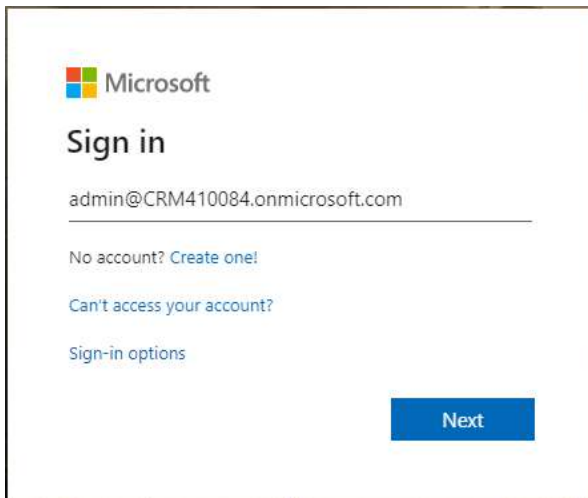 Microsoft
Sign in
admin@CRM410084.onmicrosoft.com
No account? Create one!
Can't access your account?
Sign-in options
Next